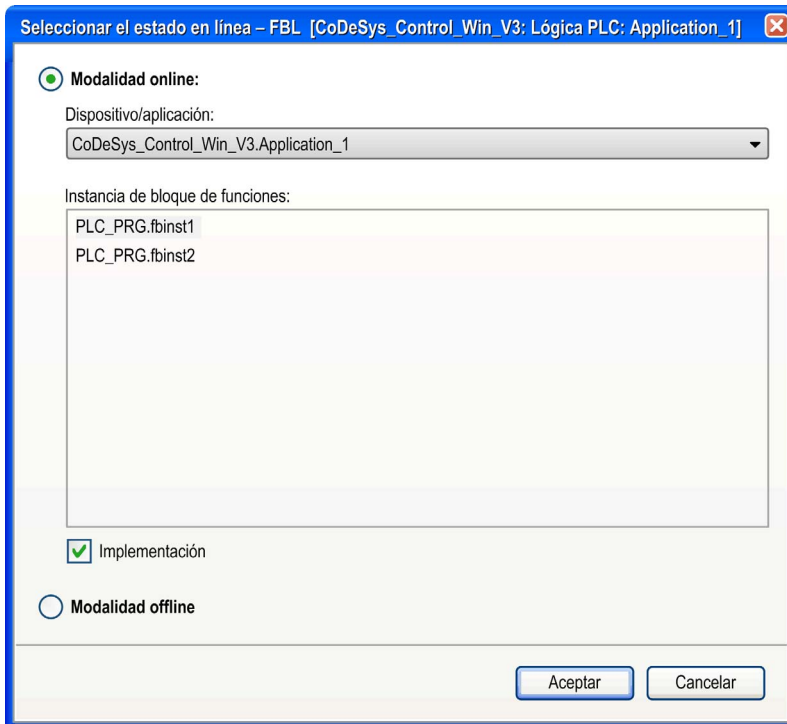 Seleccionar el estado en línea – FBL [CoDeSys_Control_Win_V3: Lógica PLC: Application_1]
Modalidad online:
Dispositivo/aplicación:
CoDeSys_Control_Win_V3.Application_1
Instancia de bloque de funciones:
PLC_PRG.fbinst1
PLC_PRG.fbinst2
Implementación
Modalidad offline
Aceptar Cancelar